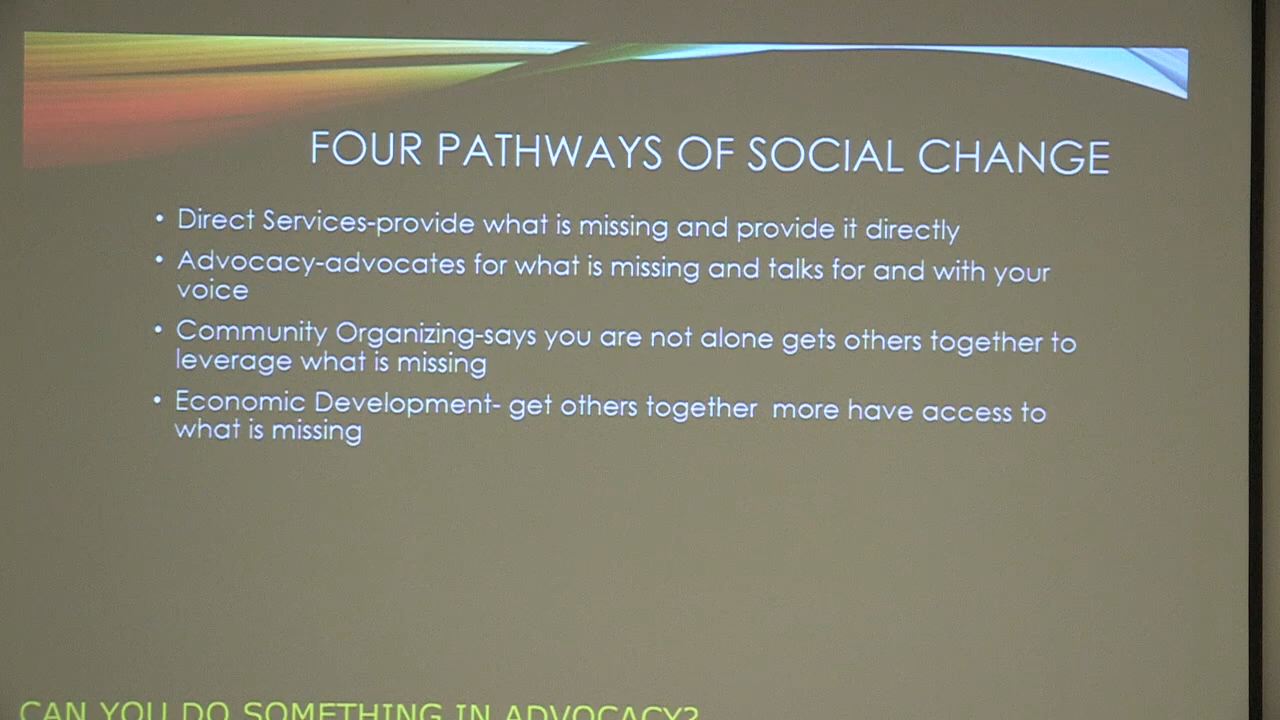 FOUR PATHWAYS OF SOCIAL CHANGE
• Direct Services-provide what is missing and provide it directly
• Advocacy-advocates for what is missing and talks for and with your
voice
• Community Organizing-says you are not alone gets others together to
leverage what is missing
• Economic Development- get others together  more have access to
what is missing
CAN YOU DO SOMETHING IN ADVOCACY?